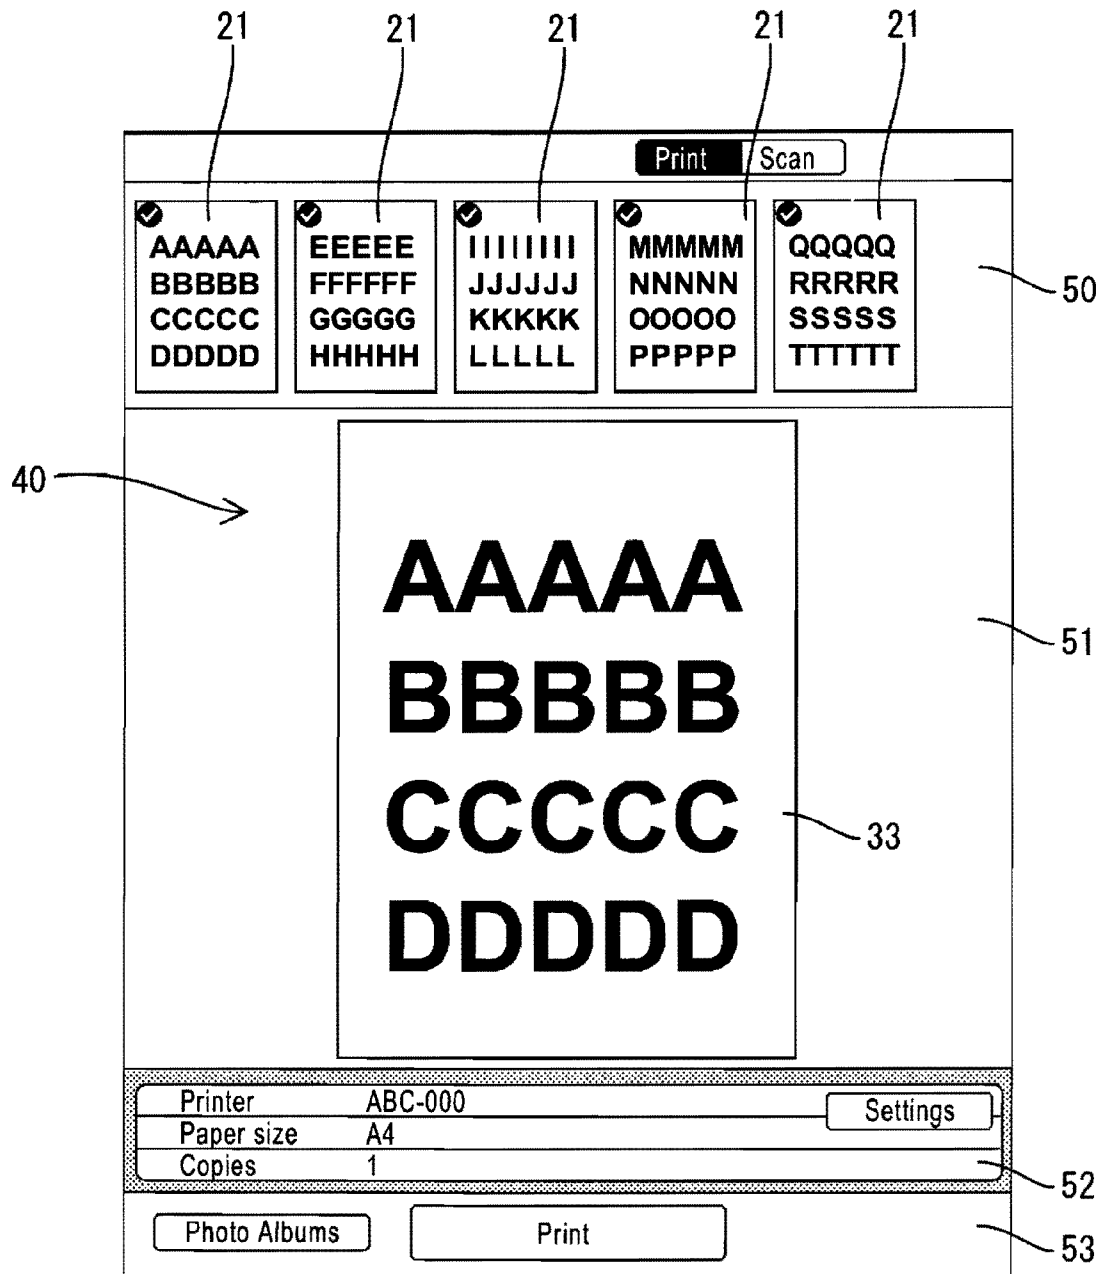 21 21 21 21 21
Print Scan
AAAAA EEEEE IIIIIIII MMMMM QQQQQ
BBBBB FFFFFF JJJJJJ NNNNN RRRRR
CCCCC GGGGG KKKKK OOOOO SSSSS
DDDDD HHHHH LLLLL PPPPP TTTTTT
50
40
AAAAA
51
BBBBB
CCCCC
33
DDDDD
Printer ABC-000 Settings
Paper size A4
Copies 1
52
Photo Albums Print
53